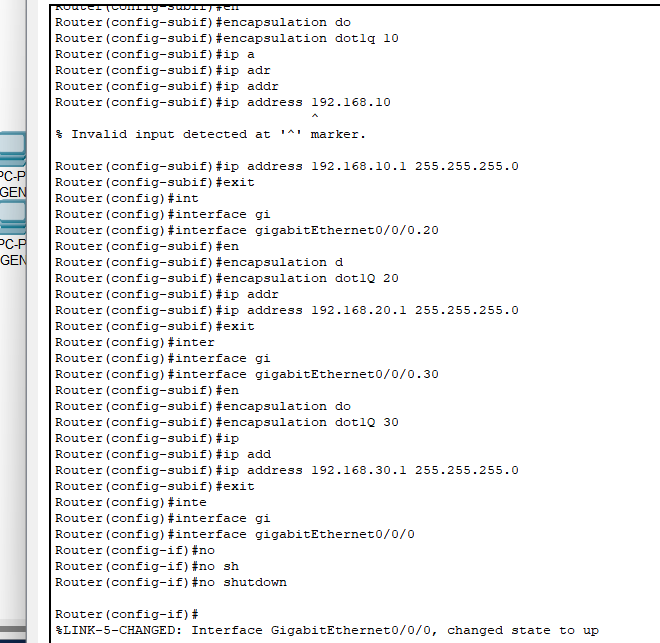 Router(config-subif)#en
Router(config-subif)#encapsulation do
Router(config-subif)#encapsulation dot1q 10
Router(config-subif)#ip a
Router(config-subif)#ip adr
Router(config-subif)#ip addr
Router(config-subif)#ip address 192.168.10
^
% Invalid input detected at '^' marker.
Router(config-subif)#ip address 192.168.10.1 255.255.255.0
Router(config-subif)#exit
Router(config)#int
Router(config)#interface gi
Router(config)#interface gigabitEthernet0/0/0.20
Router(config-subif)#en
Router(config-subif)#encapsulation d
Router(config-subif)#encapsulation dot1Q 20
Router(config-subif)#ip addr
Router(config-subif)#ip address 192.168.20.1 255.255.255.0
Router(config-subif)#exit
Router(config)#inter
Router(config)#interface gi
Router(config)#interface gigabitEthernet0/0/0.30
Router(config-subif)#en
Router(config-subif)#encapsulation do
Router(config-subif)#encapsulation dot1Q 30
Router(config-subif)#ip
Router(config-subif)#ip add
Router(config-subif)#ip address 192.168.30.1 255.255.255.0
Router(config-subif)#exit
Router(config)#inte
Router(config)#interface gi
Router(config)#interface gigabitEthernet0/0/0
Router(config-if)#no
Router(config-if)#no sh
Router(config-if)#no shutdown
Router(config-if)#
%LINK-5-CHANGED: Interface GigabitEthernet0/0/0, changed state to up
PC-P
GEN
PC-P
GEN